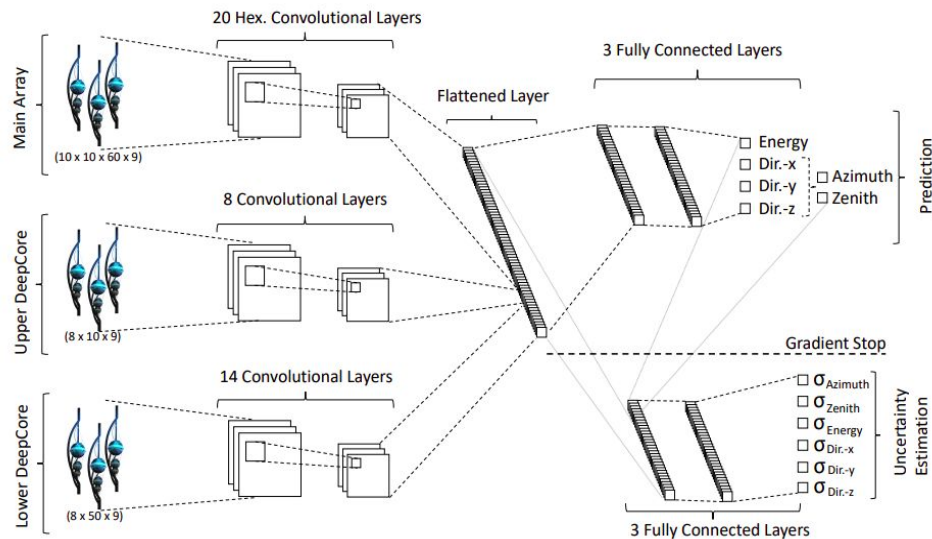 20 Hex. Convolutional Layers
Main Array
(10 x 10 x 60 x 9)
8 Convolutional Layers
Upper DeepCore
(8 x 10 x 9)
14 Convolutional Layers
Lower DeepCore
(8 x 50 x 9)
Flattened Layer
3 Fully Connected Layers
Energy
Dir.-x
Dir.-y
Dir.-z
Azimuth
Zenith
Prediction
Gradient Stop
σAzimuth
σZenith
σEnergy
σDir.-x
σDir.-y
σDir.-z
Uncertainty
Estimation
3 Fully Connected Layers